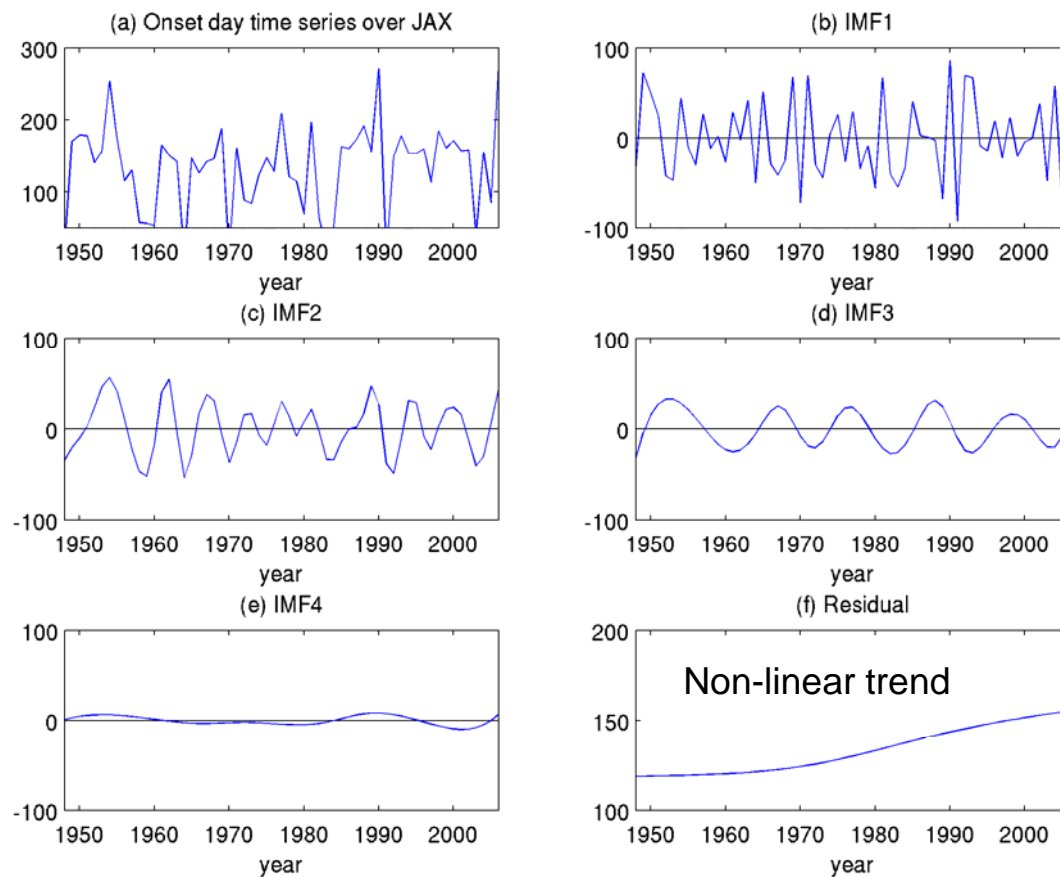 (a) Onset day time series over JAX
300
200
100
1950 1960 1970 1980 1990 2000
year
(b) IMF1
100
0
-100
1950 1960 1970 1980 1990 2000
year
(c) IMF2
100
0
-100
1950 1960 1970 1980 1990 2000
year
(d) IMF3
100
0
-100
1950 1960 1970 1980 1990 2000
year
(e) IMF4
100
0
-100
1950 1960 1970 1980 1990 2000
year
(f) Residual
200
Non-linear trend
150
100
1950 1960 1970 1980 1990 2000
year